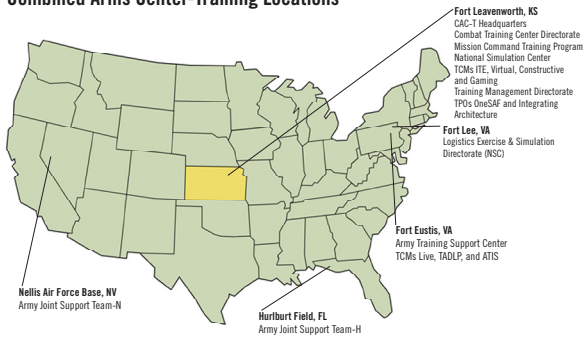 Combined Arms Center-Training Locations
Fort Leavenworth, KS
CAC-T Headquarters
Combat Training Center Directorate
Mission Command Training Program
National Simulation Center
TCMs ITE, Virtual, Constructive
and Gaming
Training Management Directorate
TPOs OneSAF and Integrating
Architecture
Fort Lee, VA
Logistics Exercise & Simulation
Directorate (NSC)
Fort Eustis, VA
Army Training Support Center
TCMs Live, TADLP, and ATIS
Nellis Air Force Base, NV
Army Joint Support Team-N
Hurlburt Field, FL
Army Joint Support Team-H